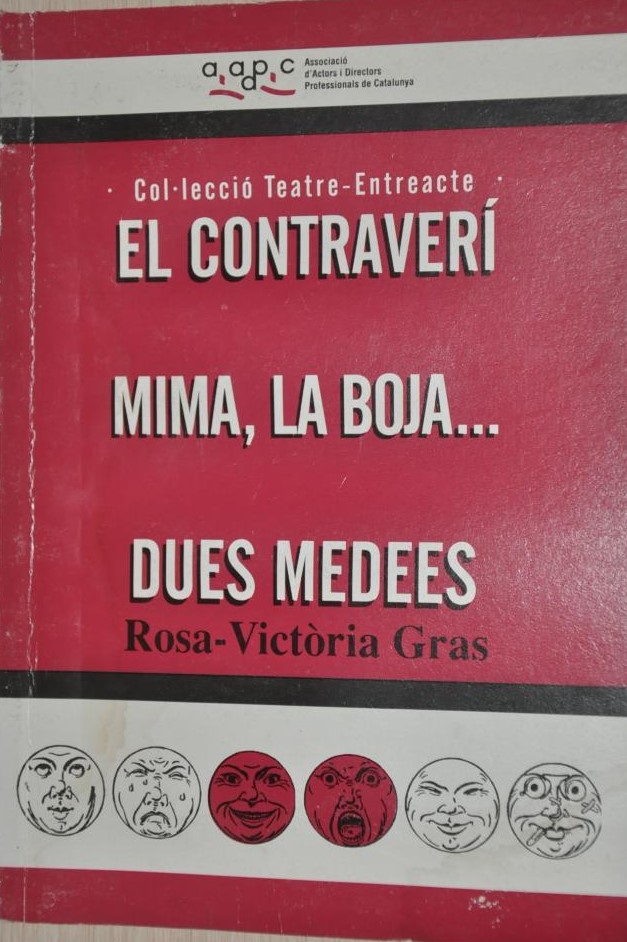 a.a.d.p.c
Associació
d'Actors i Directors
Professionals de Catalunya
· Col·lecció Teatre-Entreacte ·
EL CONTRAVERÍ
MIMA, LA BOJA...
DUES MEDEES
Rosa-Victòria Gras